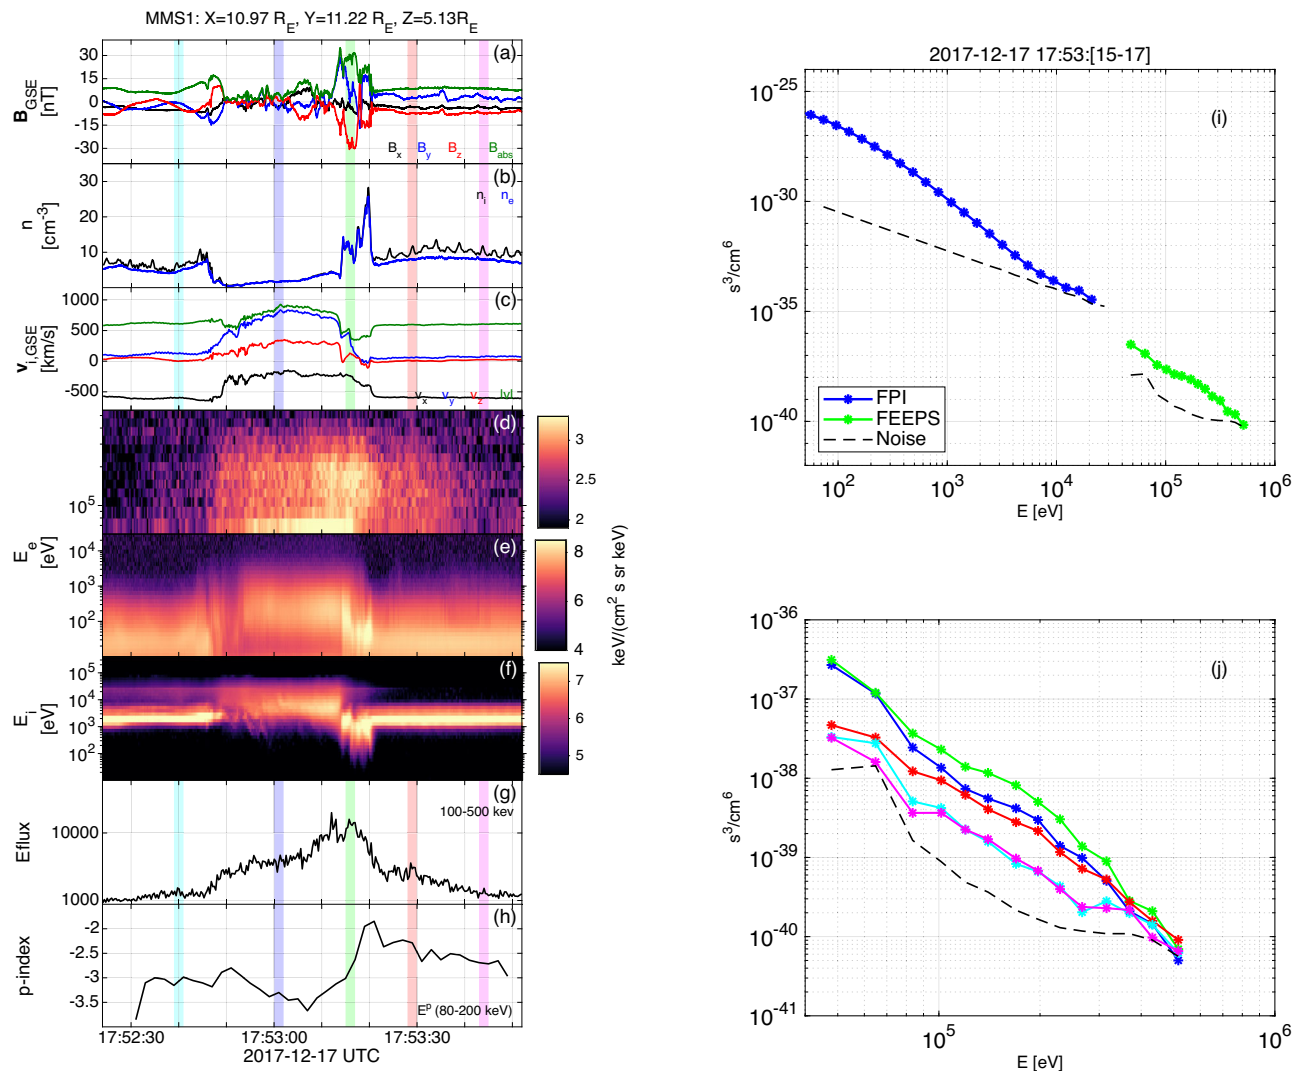 MMS1: X=10.97 R_E, Y=11.22 R_E, Z=5.13R_E
(a)
B_GSE
[nT]
30
15
0
-15
-30
B_x B_y B_z B_abs
(b)
n
[cm^-3]
30
20
10
n_i n_e
(c)
v_i,GSE
[km/s]
1000
500
0
-500
v_x v_y v_z |v|
(d)
10^5
3
2.5
2
(e)
E_e
[eV]
10^4
10^3
10^2
8
6
4
keV/(cm^2 s sr keV)
(f)
E_i
[eV]
10^5
10^4
10^3
10^2
7
6
5
(g)
100-500 kev
Eflux
10000
1000
(h)
p-index
-2
-2.5
-3
-3.5
E^p (80-200 keV)
17:52:30 17:53:00 17:53:30
2017-12-17 UTC
2017-12-17 17:53:[15-17]
(i)
s^3/cm^6
10^-25
10^-30
10^-35
10^-40
FPI
FEEPS
Noise
10^2 10^3 10^4 10^5 10^6
E [eV]
(j)
s^3/cm^6
10^-36
10^-37
10^-38
10^-39
10^-40
10^-41
10^5 10^6
E [eV]